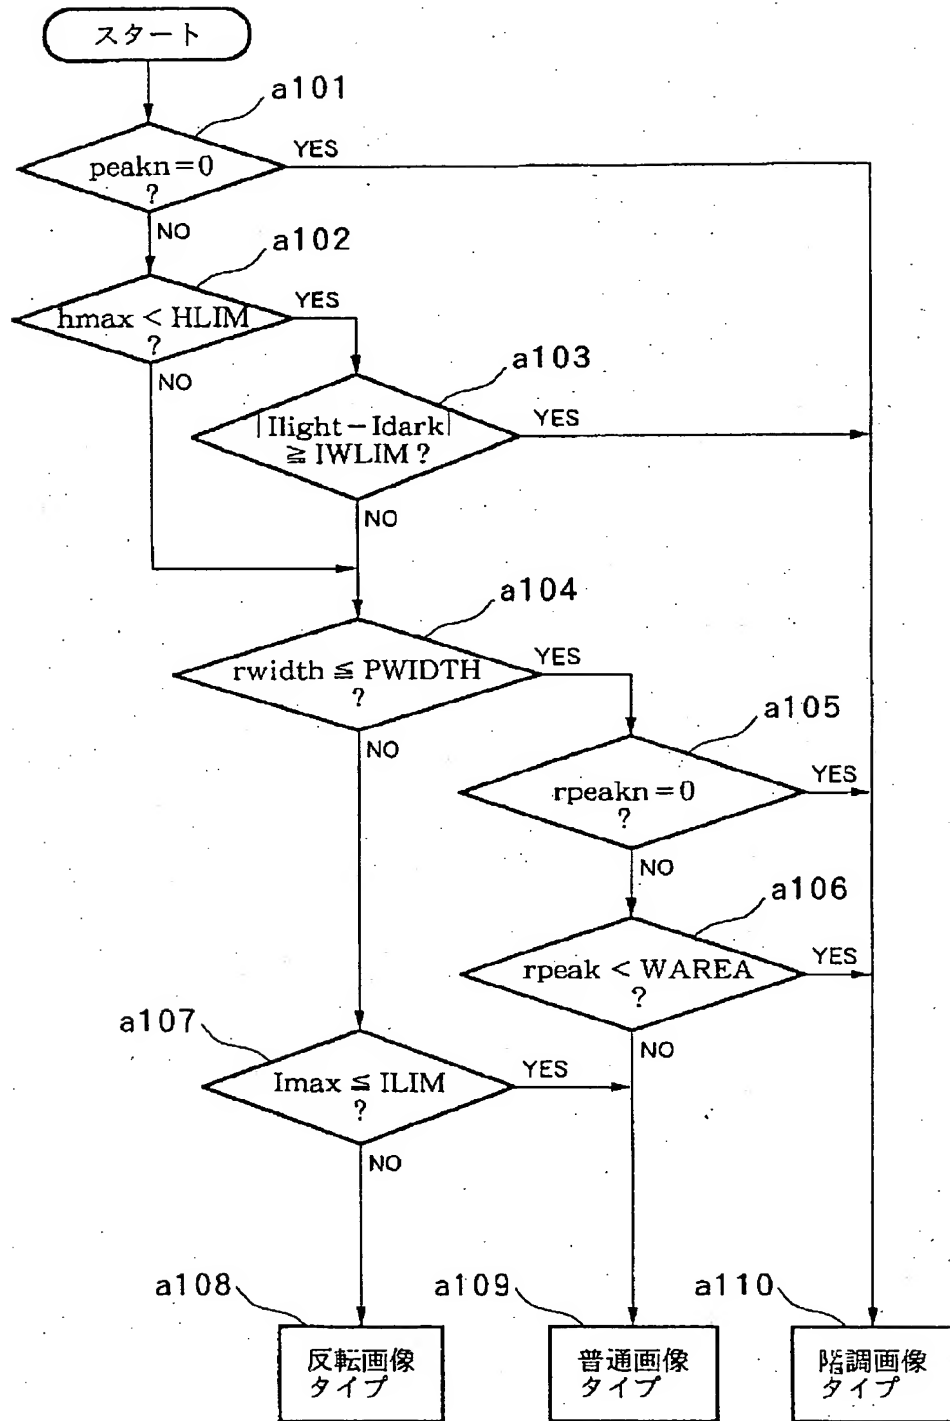 スタート
a101
peakn=0
?
YES
NO
a102
hmax < HLIM
?
YES
NO
a103
|Ilight-Idark|
≧ IWLIM ?
YES
NO
a104
rwidth ≦ PWIDTH
?
YES
NO
a105
rpeakn=0
?
YES
NO
a106
rpeak < WAREA
?
YES
NO
a107
Imax ≦ ILIM
?
YES
NO
a108
反転画像
タイプ
a109
普通画像
タイプ
a110
階調画像
タイプ